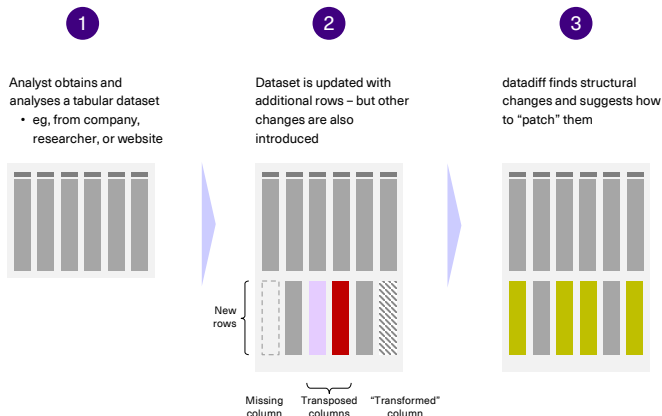 1
Analyst obtains and
analyses a tabular dataset
• eg, from company,
researcher, or website
2
Dataset is updated with
additional rows – but other
changes are also
introduced
3
datadiff finds structural
changes and suggests how
to “patch” them
New
rows
Missing
column
Transposed
columns
“Transformed”
column